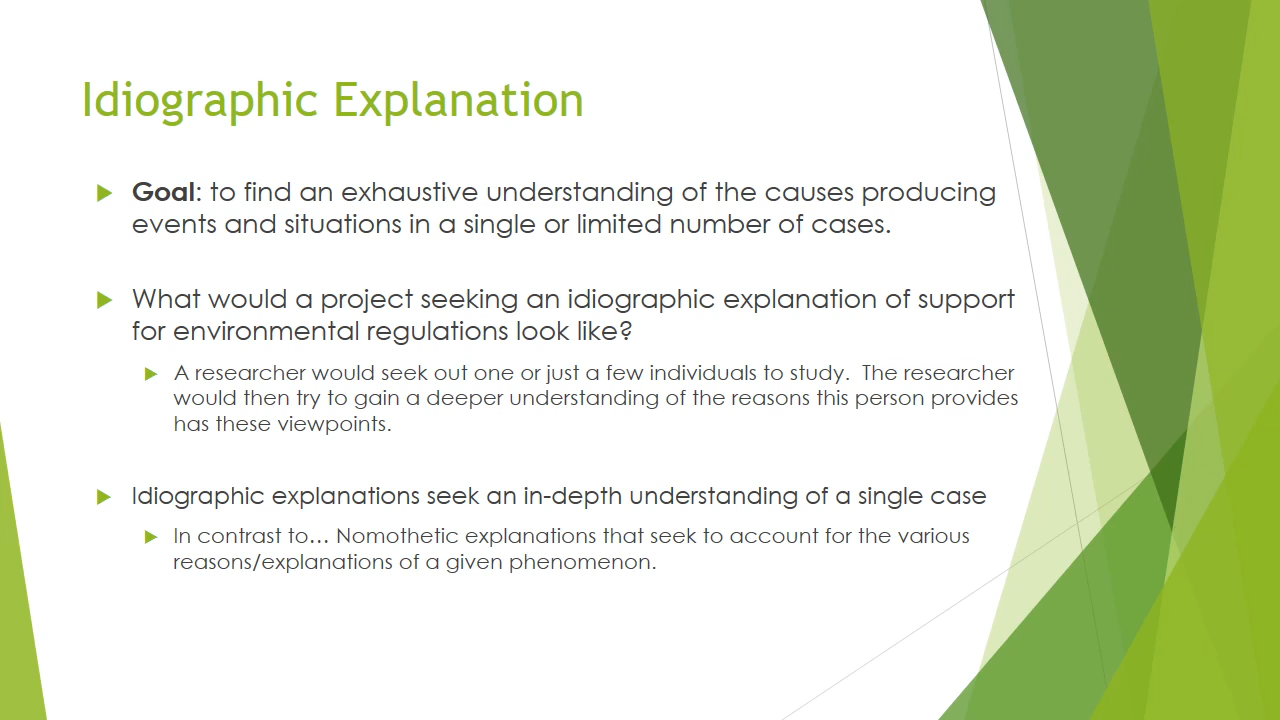 Idiographic Explanation
Goal: to find an exhaustive understanding of the causes producing
events and situations in a single or limited number of cases.
What would a project seeking an idiographic explanation of support
for environmental regulations look like?
A researcher would seek out one or just a few individuals to study.  The researcher
would then try to gain a deeper understanding of the reasons this person provides
has these viewpoints.
Idiographic explanations seek an in-depth understanding of a single case
In contrast to… Nomothetic explanations that seek to account for the various
reasons/explanations of a given phenomenon.